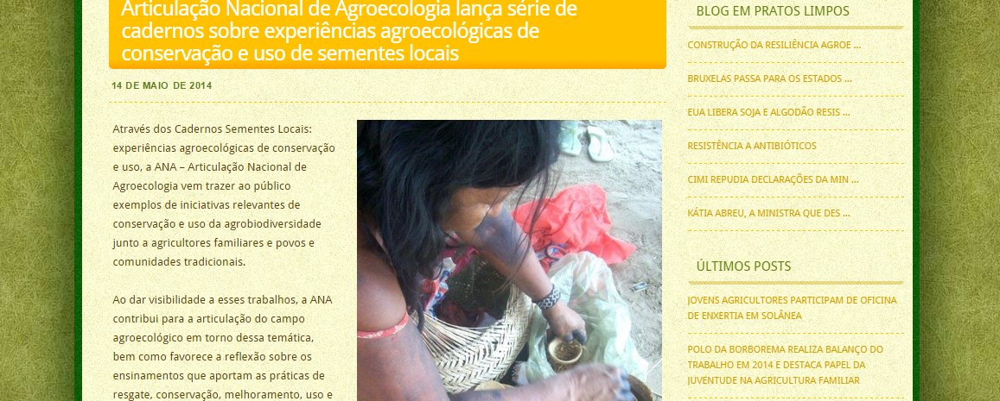 Articulação Nacional de Agroecologia lança série de
cadernos sobre experiências agroecológicas de
conservação e uso de sementes locais
14 DE MAIO DE 2014
Através dos Cadernos Sementes Locais:
experiências agroecológicas de conservação
e uso, a ANA – Articulação Nacional de
Agroecologia vem trazer ao público
exemplos de iniciativas relevantes de
conservação e uso da agrobiodiversidade
junto a agricultores familiares e povos e
comunidades tradicionais.
Ao dar visibilidade a esses trabalhos, a ANA
contribui para a articulação do campo
agroecológico em torno dessa temática,
bem como favorece a reflexão sobre os
ensinamentos que aportam as práticas de
resgate, conservação, melhoramento, uso e
BLOG EM PRATOS LIMPOS
CONSTRUÇÃO DA RESILIÊNCIA AGROE ...
BRUXELAS PASSA PARA OS ESTADOS ...
EUA LIBERA SOJA E ALGODÃO RESIS ...
RESISTÊNCIA A ANTIBIÓTICOS
CIMI REPUDIA DECLARAÇÕES DA MIN ...
KÁTIA ABREU, A MINISTRA QUE DES ...
ÚLTIMOS POSTS
JOVENS AGRICULTORES PARTICIPAM DE OFICINA
DE ENXERTIA EM SOLÂNEA
POLO DA BORBOREMA REALIZA BALANÇO DO
TRABALHO EM 2014 E DESTACA PAPEL DA
JUVENTUDE NA AGRICULTURA FAMILIAR